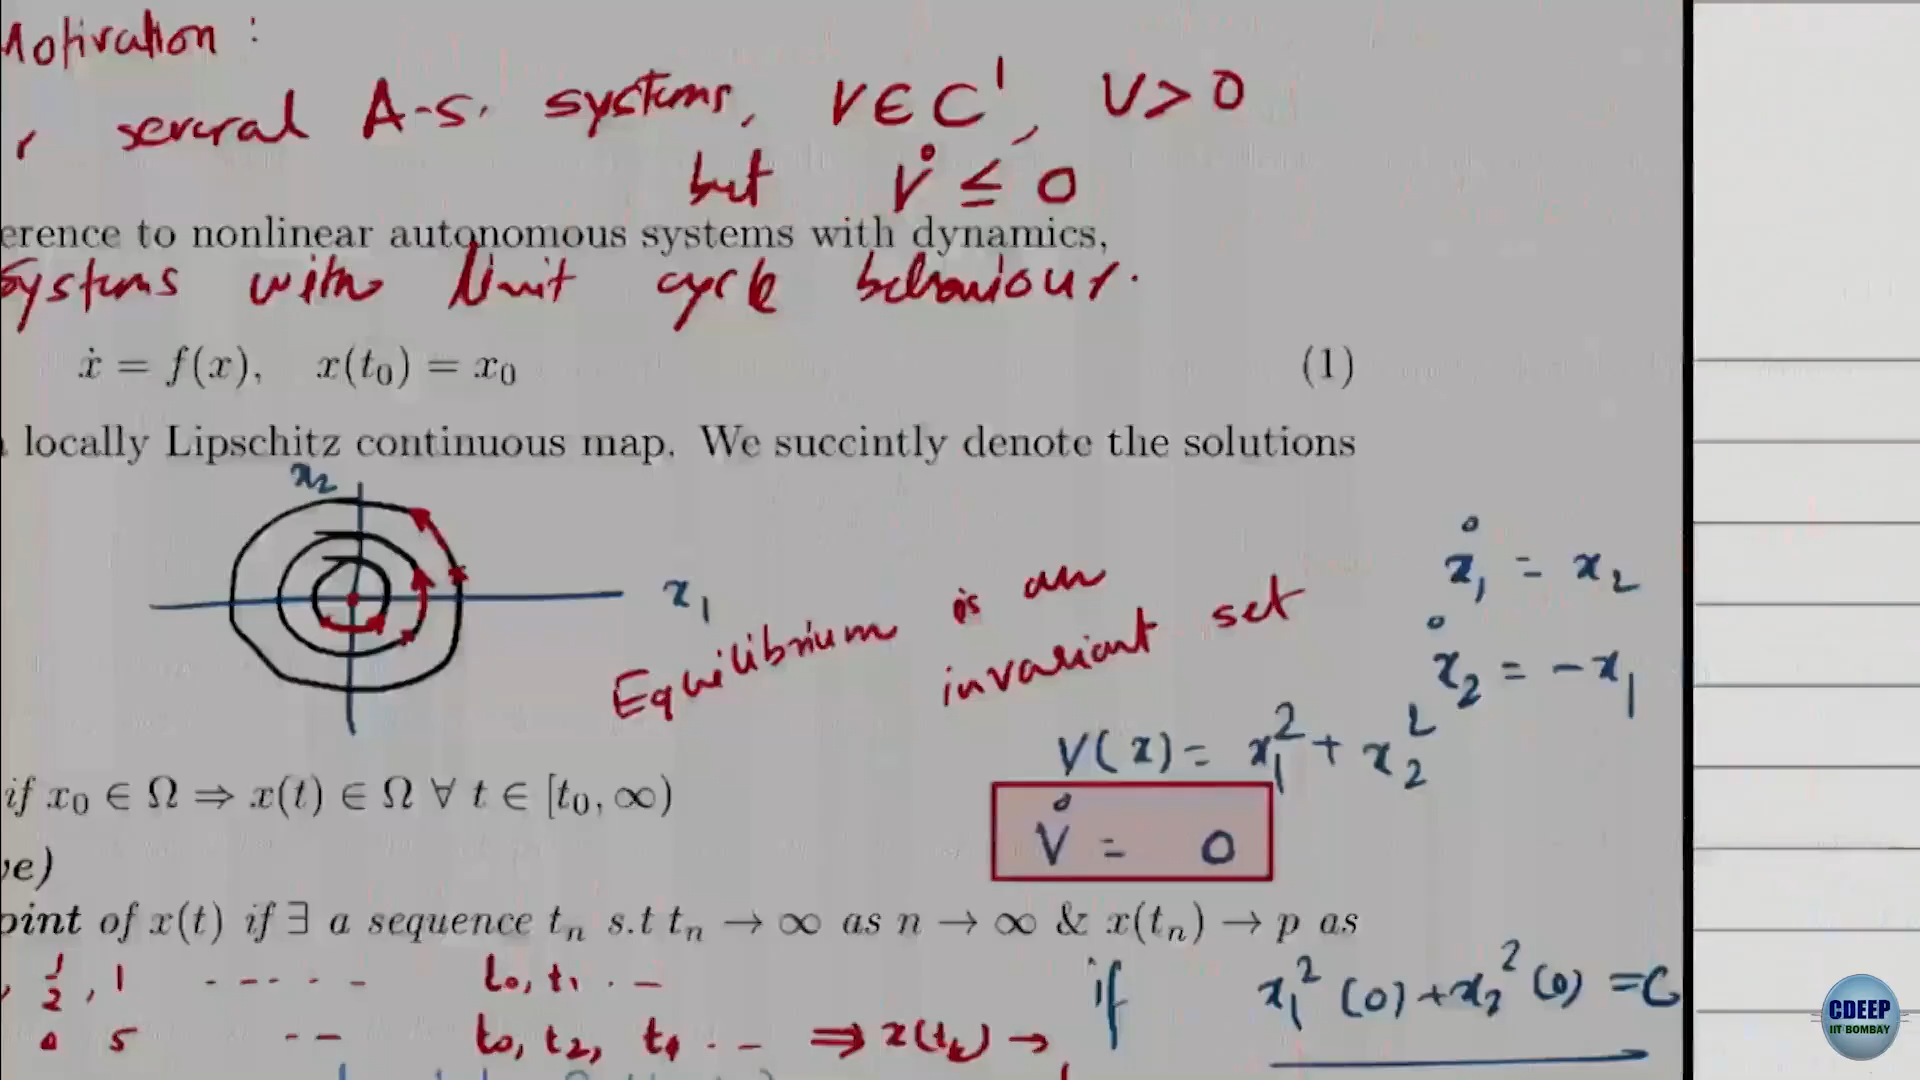 Motivation :
several A-S. systems, V ∈ C¹, V > 0
but V̇ ≤ 0
erence to nonlinear autonomous systems with dynamics,
Systems with limit cycle behaviour.
ẋ = f(x), x(t₀) = x₀ (1)
locally Lipschitz continuous map. We succintly denote the solutions
x₂
x₁
Equilibrium is an
invariant set
ẋ₁ = x₂
ẋ₂ = -x₁
V(x) = x₁² + x₂²
if x₀ ∈ Ω ⇒ x(t) ∈ Ω ∀ t ∈ [t₀, ∞)
V̇ = 0
ve)
oint of x(t) if ∃ a sequence tₙ s.t tₙ → ∞ as n → ∞ & x(tₙ) → p as
, 1/2, 1 ..... t₀, t₁ . _
if x₁²(0) + x₂²(0) = C
5 -- t₀, t₂, t₄ . . _ ⇒ x(tₖ) →
CDEEP
IIT BOMBAY